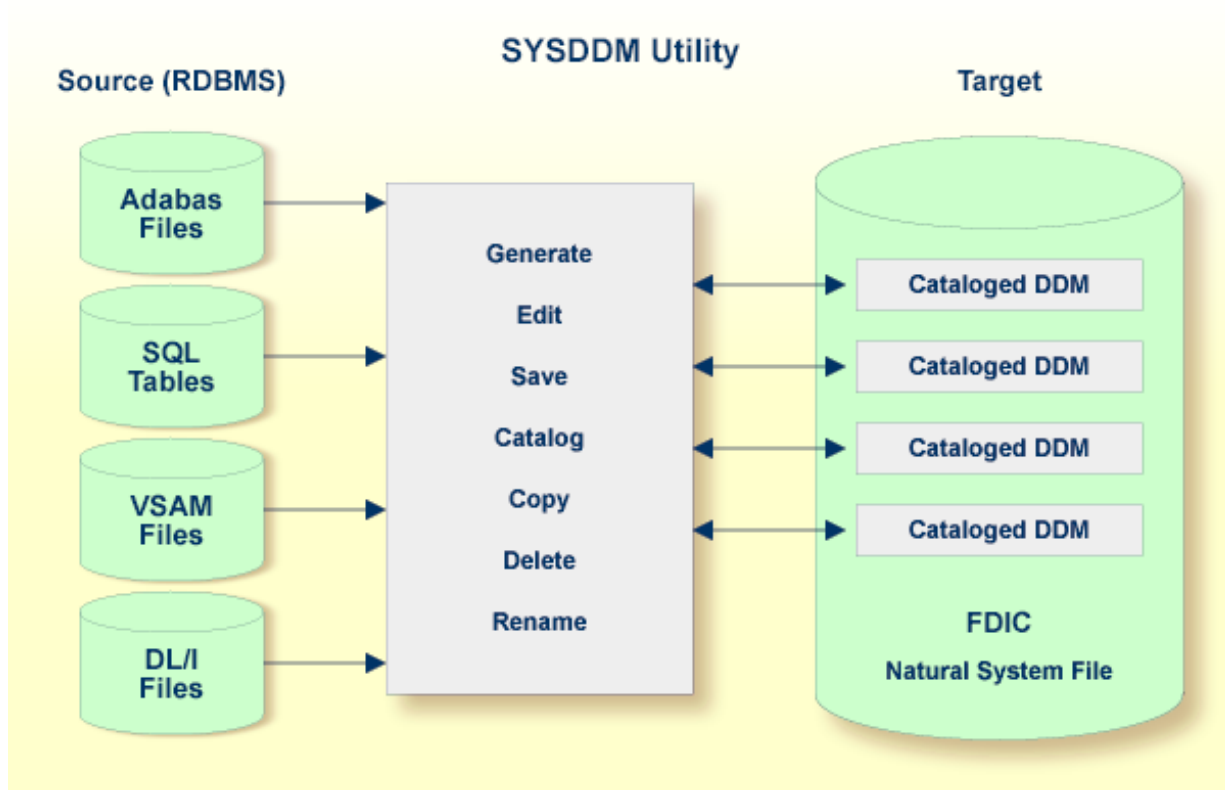 SYSDDM Utility
Source (RDBMS)
Target
Adabas
Files
SQL
Tables
VSAM
Files
DL/I
Files
Generate
Edit
Save
Catalog
Copy
Delete
Rename
Cataloged DDM
Cataloged DDM
Cataloged DDM
Cataloged DDM
FDIC
Natural System File